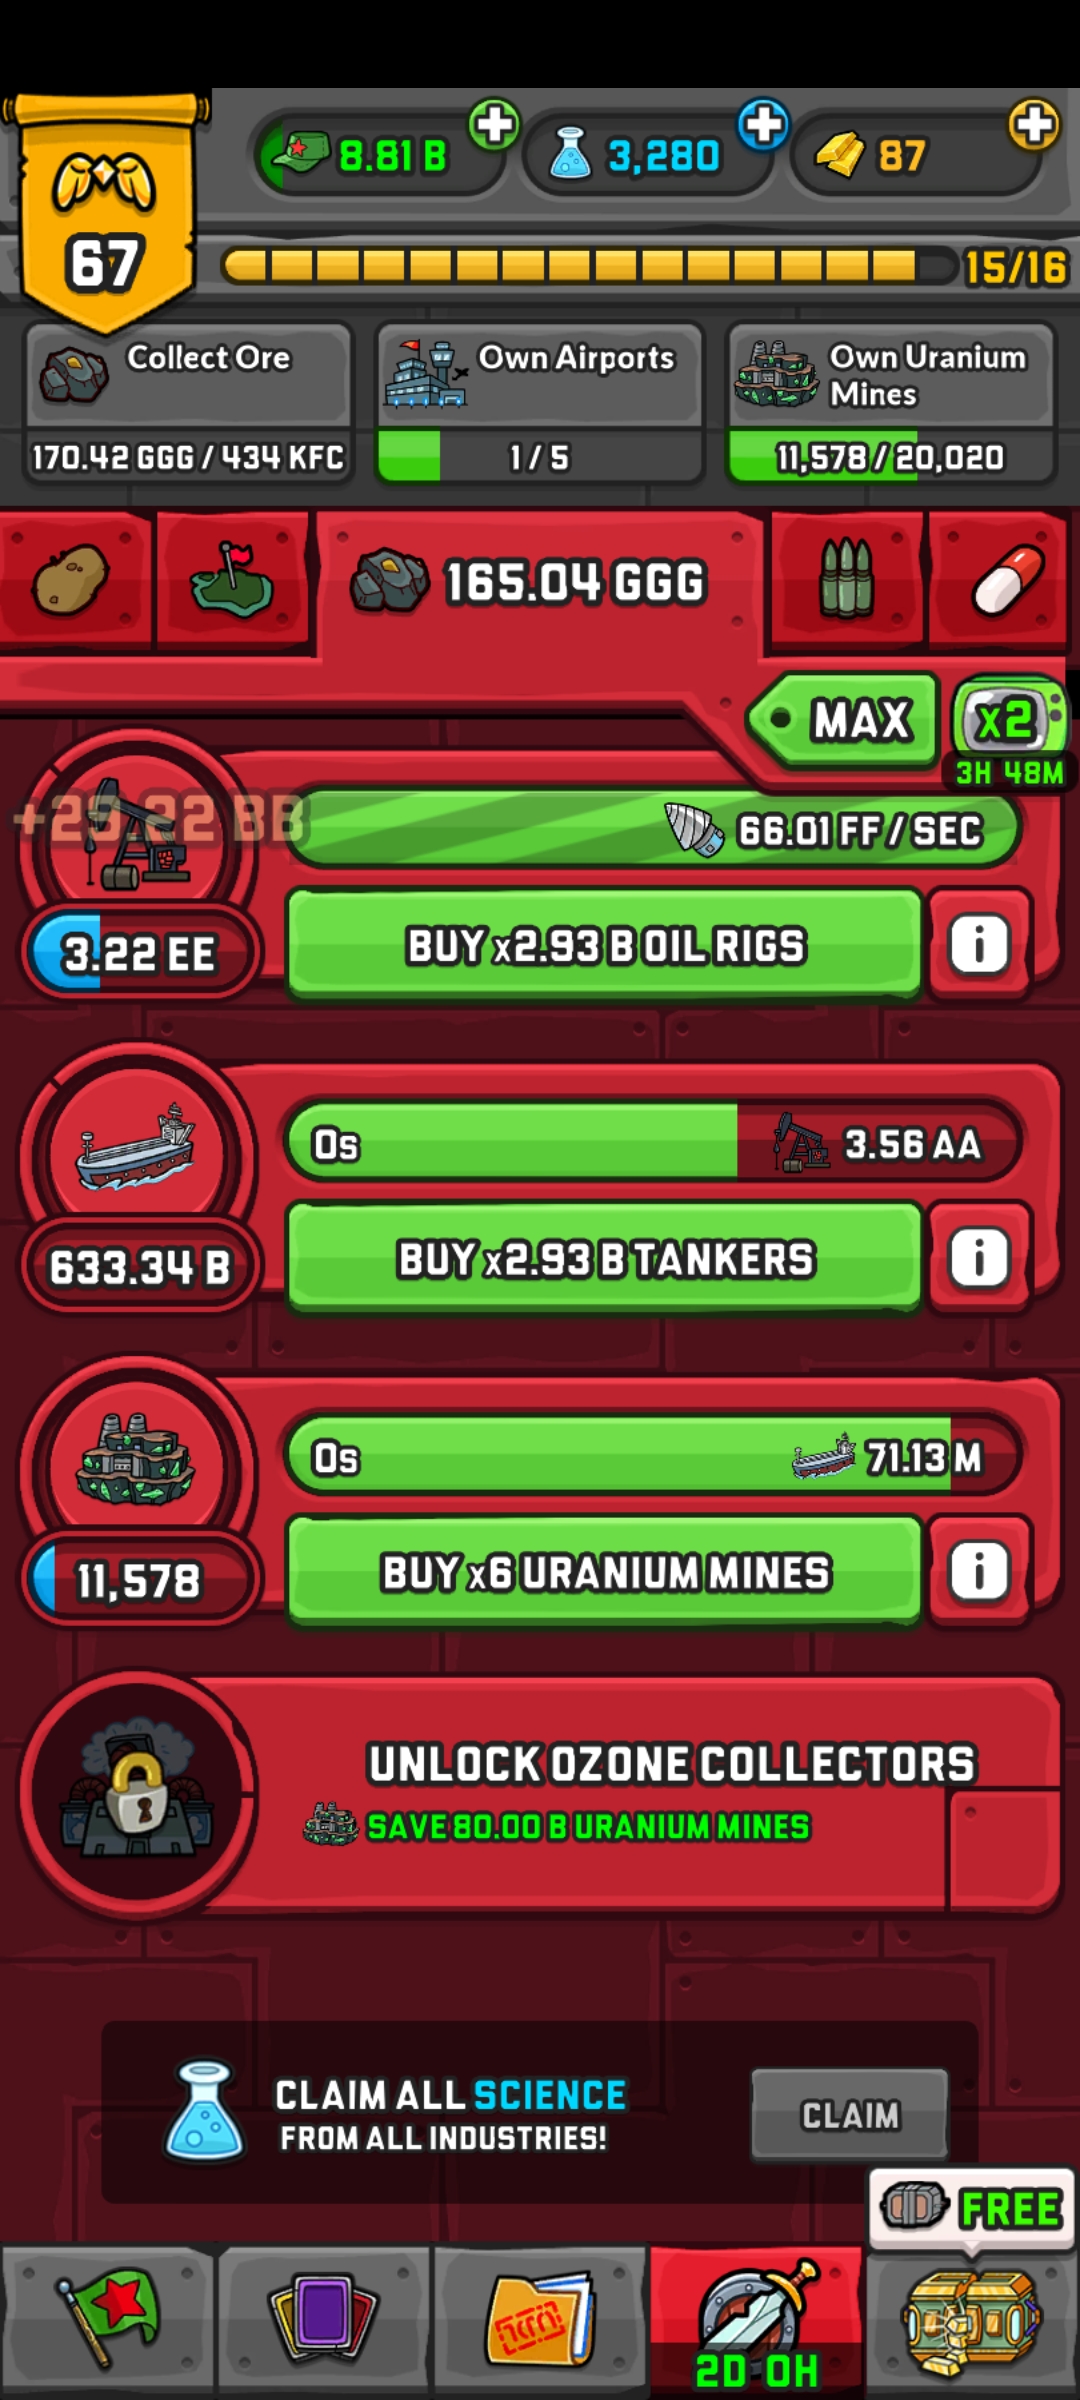 8.81 B
3,280
87
67
15/16
Collect Ore
170.42 GGG / 434 KFC
Own Airports
1 / 5
Own Uranium
Mines
11,578 / 20,020
165.04 GGG
MAX
x2
3H 48M
+29.22 BB
66.01 FF / SEC
3.22 EE
BUY x2.93 B OIL RIGS
i
0s
3.56 AA
633.34 B
BUY x2.93 B TANKERS
i
0s
71.13 M
11,578
BUY x6 URANIUM MINES
i
UNLOCK OZONE COLLECTORS
SAVE 80.00 B URANIUM MINES
CLAIM ALL SCIENCE
FROM ALL INDUSTRIES!
CLAIM
FREE
2D 0H